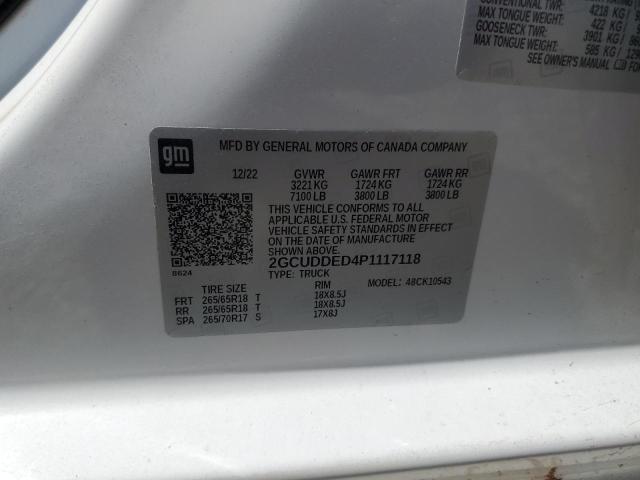 CONVENTIONAL TWR: 4218 KG/
MAX TONGUE WEIGHT: 422 KG/
GOOSENECK TWR: 3901 KG/
MAX TONGUE WEIGHT: 585 KG/
SEE OWNER'S MANUAL
gm
MFD BY GENERAL MOTORS OF CANADA COMPANY
12/22 GVWR GAWR FRT GAWR RR
3221 KG 1724 KG 1724 KG
7100 LB 3800 LB 3800 LB
THIS VEHICLE CONFORMS TO ALL
APPLICABLE U.S. FEDERAL MOTOR
VEHICLE SAFETY STANDARDS IN
EFFECT ON THE DATE OF MANUFACTURE
SHOWN ABOVE.
2GCUDDED4P1117118
8624
TYPE: TRUCK
MODEL: 48CK10543
TIRE SIZE RIM
FRT 265/65R18 T 18X8.5J
RR 265/65R18 T 18X8.5J
SPA 265/70R17 S 17X8J